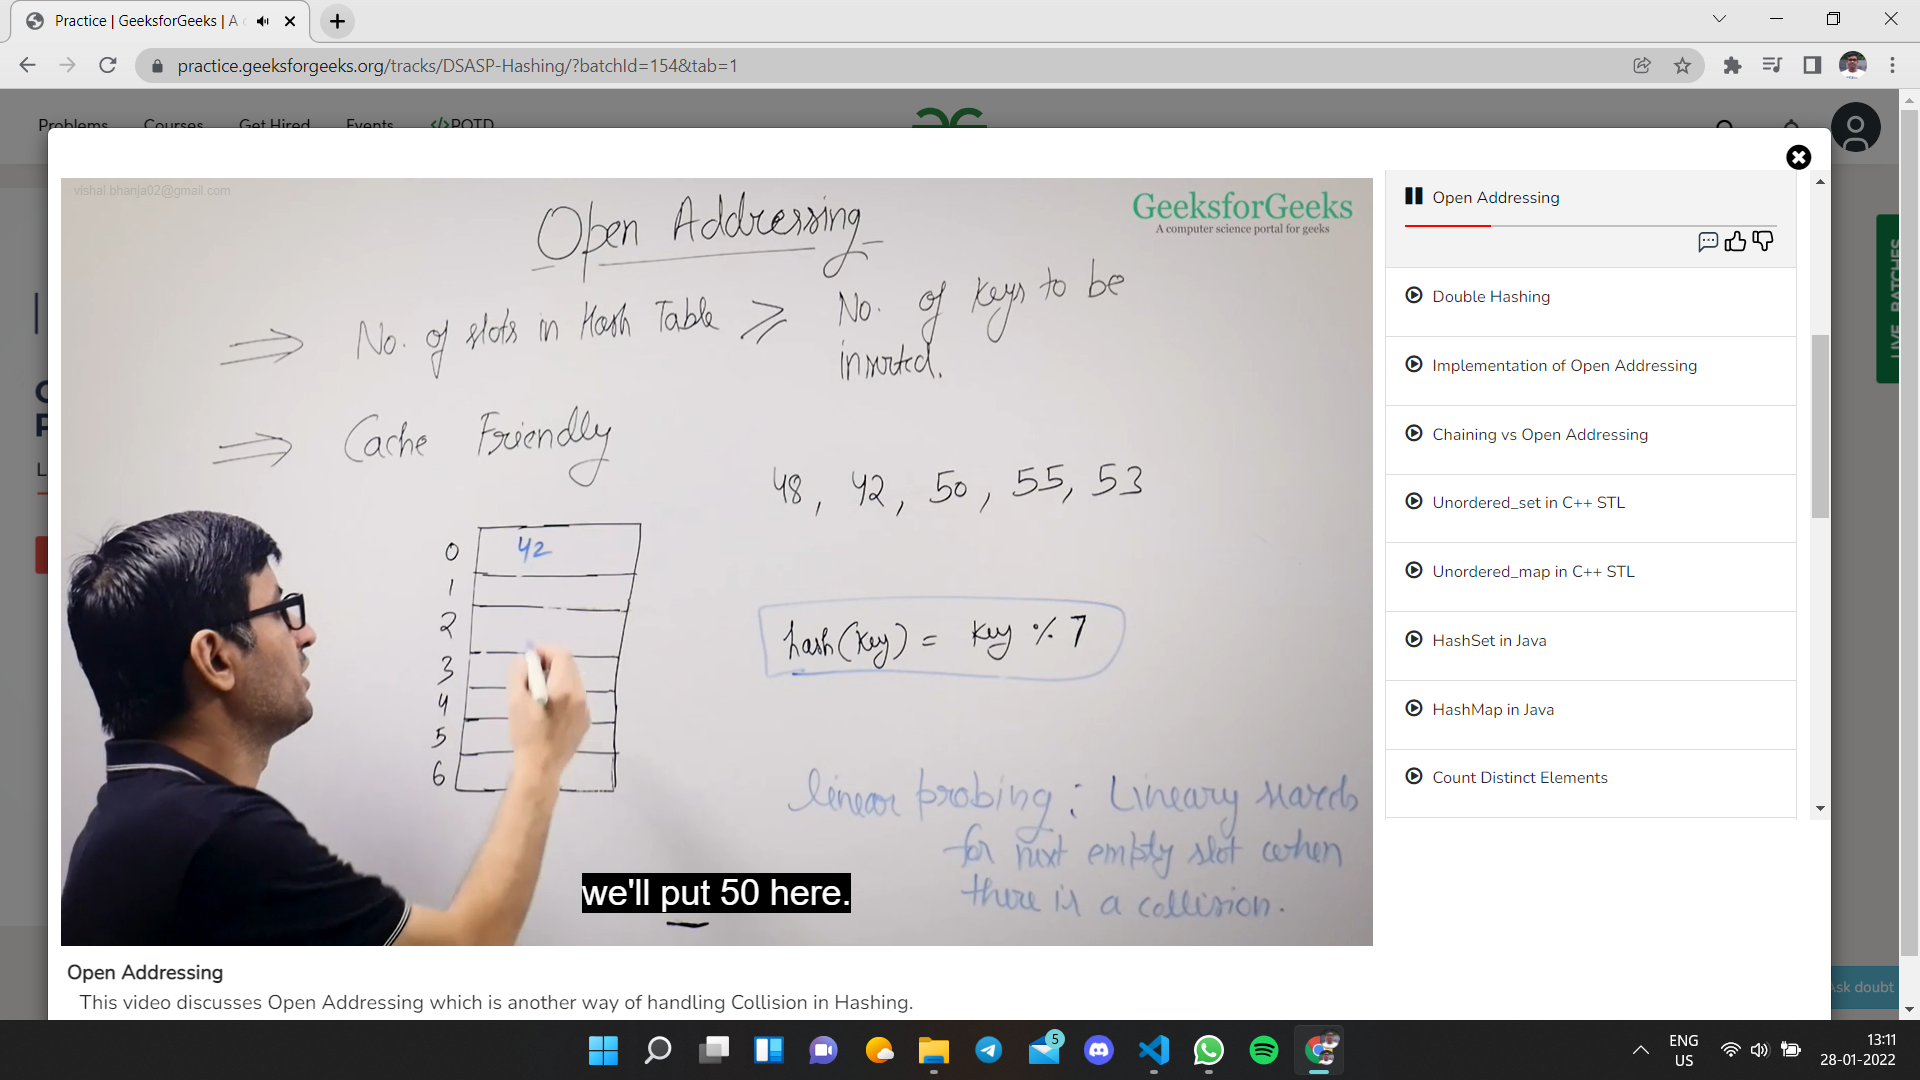 Practice | GeeksforGeeks | A c
practice.geeksforgeeks.org/tracks/DSASP-Hashing/?batchId=154&tab=1
Problems Courses Get Hired Events </>POTD
vishal.bhanja02@gmail.com
Open Addressing
GeeksforGeeks
A computer science portal for geeks
⇒ No. of slots in Hash Table ⩾ No. of keys to be
inserted.
⇒ Cache Friendly
48, 42, 50, 55, 53
0 42
1
2
3
4
5
6
hash(key) = key % 7
linear probing: Lineary search
for next empty slot when
there is a collision.
we'll put 50 here.
Open Addressing
Double Hashing
Implementation of Open Addressing
Chaining vs Open Addressing
Unordered_set in C++ STL
Unordered_map in C++ STL
HashSet in Java
HashMap in Java
Count Distinct Elements
LIVE BATCHES
Open Addressing
This video discusses Open Addressing which is another way of handling Collision in Hashing.
Ask doubt
5
ENG
US
13:11
28-01-2022